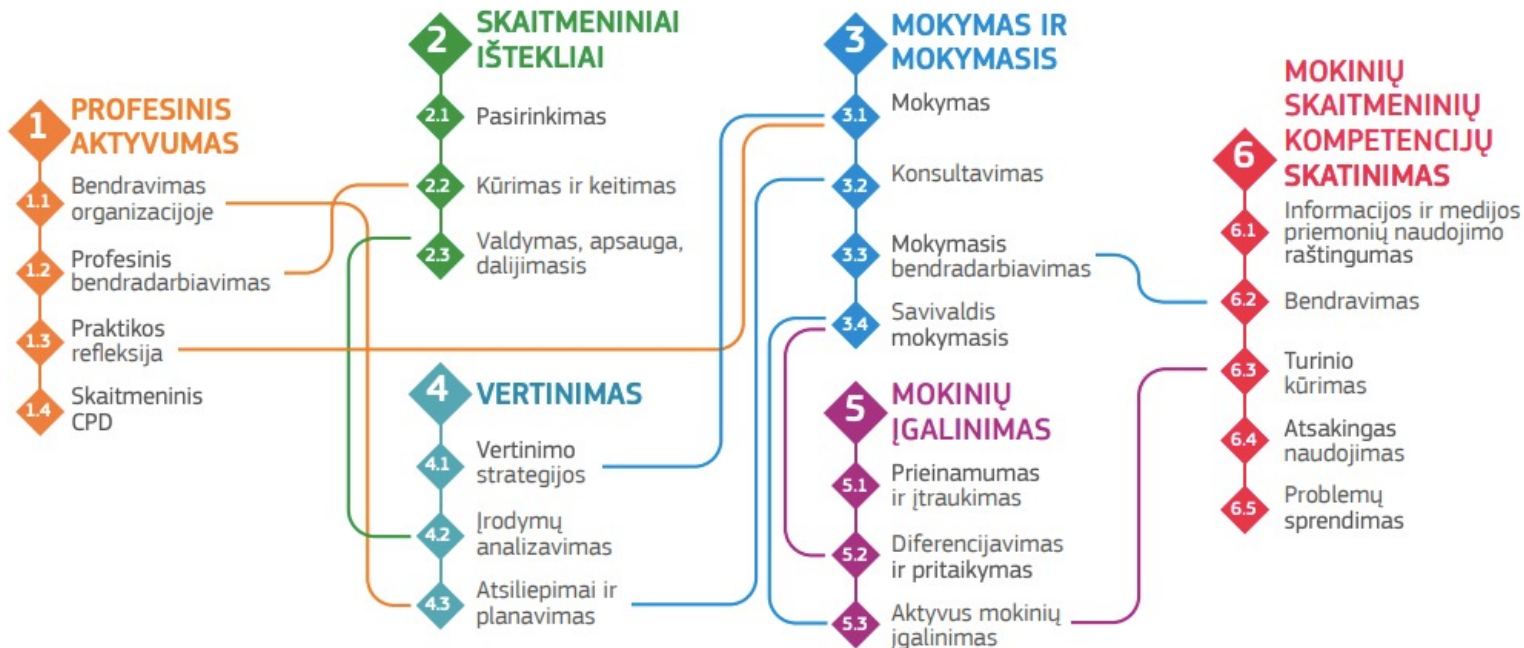 1
PROFESINIS
AKTYVUMAS
1.1
Bendravimas
organizacijoje
1.2
Profesinis
bendradarbiavimas
1.3
Praktikos
refleksija
1.4
Skaitmeninis
CPD
2
SKAITMENINIAI
IŠTEKLIAI
2.1
Pasirinkimas
2.2
Kūrimas ir keitimas
2.3
Valdymas, apsauga,
dalijimasis
3
MOKYMAS IR
MOKYMASIS
3.1
Mokymas
3.2
Konsultavimas
3.3
Mokymasis
bendradarbiavimas
3.4
Savivaldis
mokymasis
4
VERTINIMAS
4.1
Vertinimo
strategijos
4.2
Įrodymų
analizavimas
4.3
Atsiliepimai ir
planavimas
5
MOKINIŲ
ĮGALINIMAS
5.1
Prieinamumas
ir įtraukimas
5.2
Diferencijavimas
ir pritaikymas
5.3
Aktyvus mokinių
įgalinimas
6
MOKINIŲ
SKAITMENINIŲ
KOMPETENCIJŲ
SKATINIMAS
6.1
Informacijos ir medijos
priemonių naudojimo
raštingumas
6.2
Bendravimas
6.3
Turinio
kūrimas
6.4
Atsakingas
naudojimas
6.5
Problemų
sprendimas